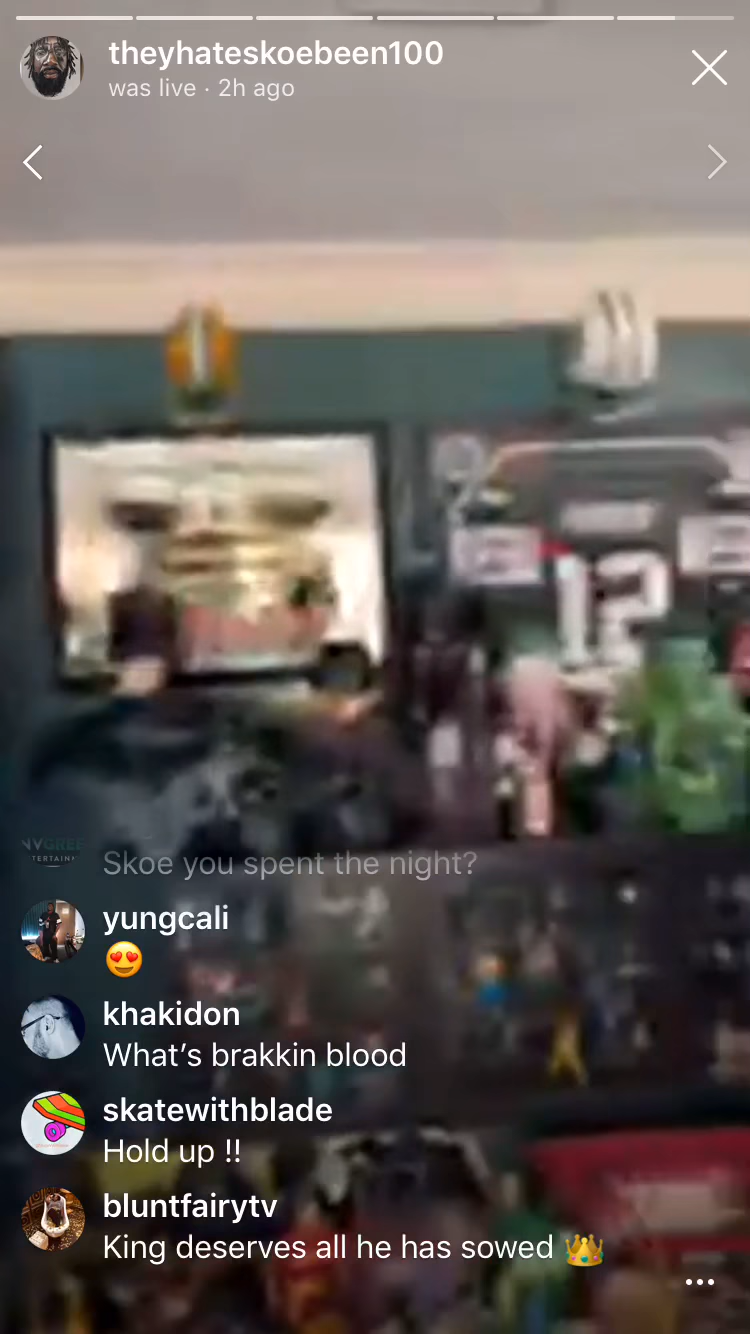 theyhateskoebeen100
was live · 2h ago
12
Skoe you spent the night?
yungcali
😍
khakidon
What's brakkin blood
skatewithblade
Hold up !!
bluntfairytv
King deserves all he has sowed 👑